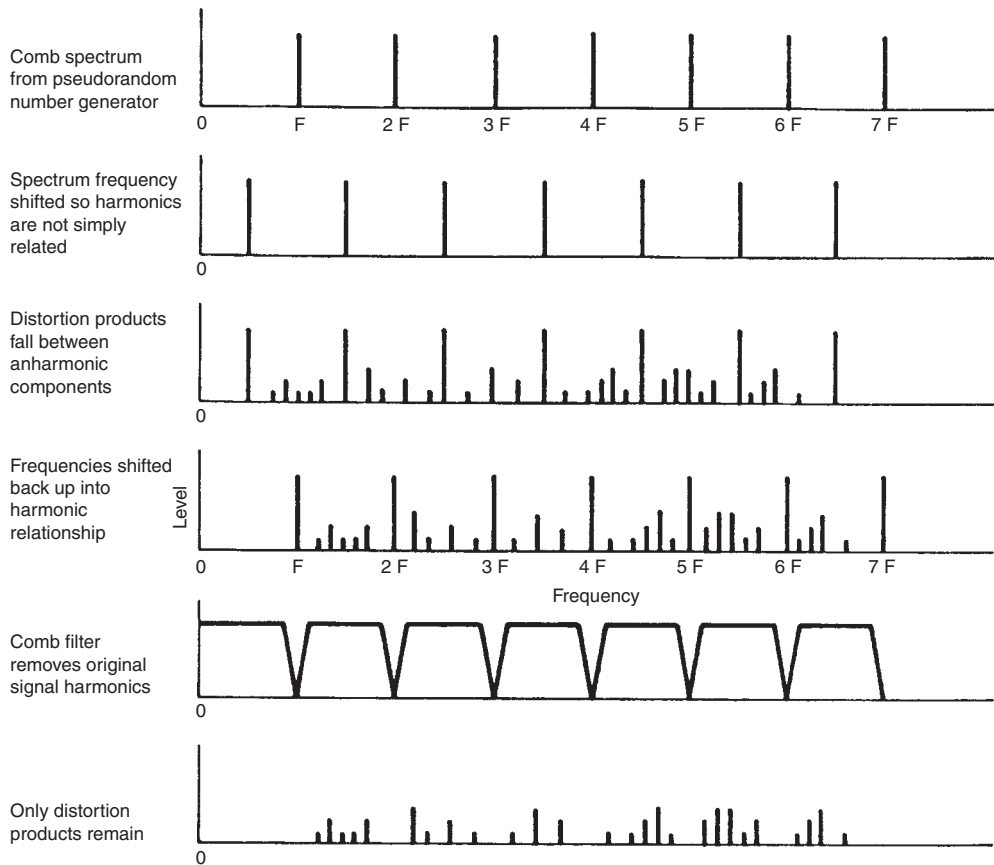 Comb spectrum
from pseudorandom
number generator
0 F 2 F 3 F 4 F 5 F 6 F 7 F
Spectrum frequency
shifted so harmonics
are not simply
related
0
Distortion products
fall between
anharmonic
components
0
Frequencies shifted
back up into
harmonic
relationship
Level
0 F 2 F 3 F 4 F 5 F 6 F 7 F
Frequency
Comb filter
removes original
signal harmonics
0
Only distortion
products remain
0